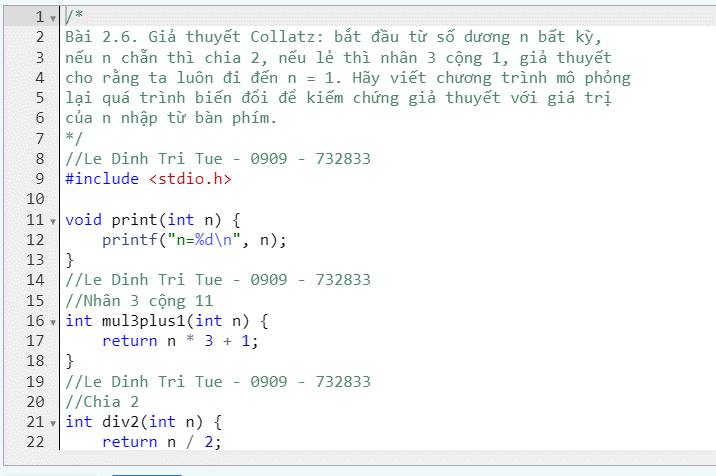 1 /*
2 Bài 2.6. Giả thuyết Collatz: bắt đầu từ số dương n bất kỳ,
3 nếu n chẵn thì chia 2, nếu lẻ thì nhân 3 cộng 1, giả thuyết
4 cho rằng ta luôn đi đến n = 1. Hãy viết chương trình mô phỏng
5 lại quá trình biến đổi để kiếm chứng giả thuyết với giá trị
6 của n nhập từ bàn phím.
7 */
8 //Le Dinh Tri Tue - 0909 - 732833
9 #include <stdio.h>
10
11 void print(int n) {
12     printf("n=%d\n", n);
13 }
14 //Le Dinh Tri Tue - 0909 - 732833
15 //Nhân 3 cộng 11
16 int mul3plus1(int n) {
17     return n * 3 + 1;
18 }
19 //Le Dinh Tri Tue - 0909 - 732833
20 //Chia 2
21 int div2(int n) {
22     return n / 2;